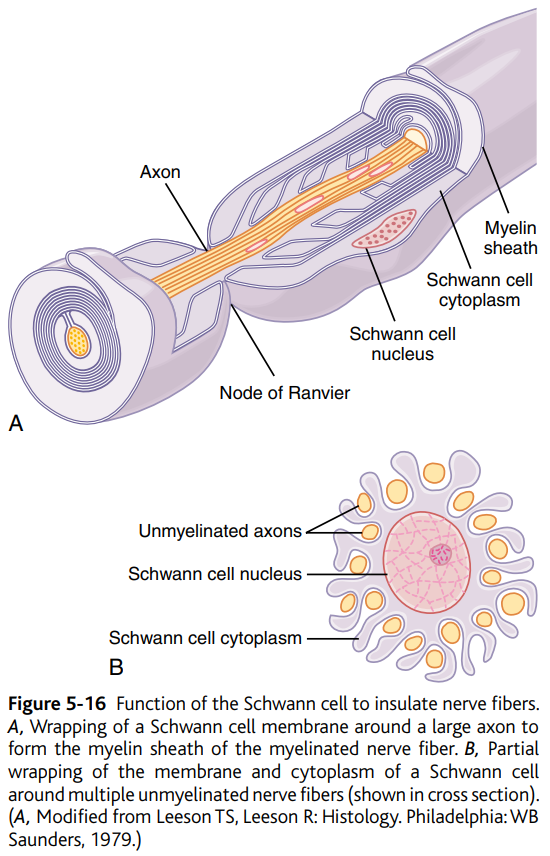 Axon
Myelin
sheath
Schwann cell
cytoplasm
Schwann cell
nucleus
Node of Ranvier
A
Unmyelinated axons
Schwann cell nucleus
Schwann cell cytoplasm
B
Figure 5-16 Function of the Schwann cell to insulate nerve fibers.
A, Wrapping of a Schwann cell membrane around a large axon to
form the myelin sheath of the myelinated nerve fiber. B, Partial
wrapping of the membrane and cytoplasm of a Schwann cell
around multiple unmyelinated nerve fibers (shown in cross section).
(A, Modified from Leeson TS, Leeson R: Histology. Philadelphia: WB
Saunders, 1979.)